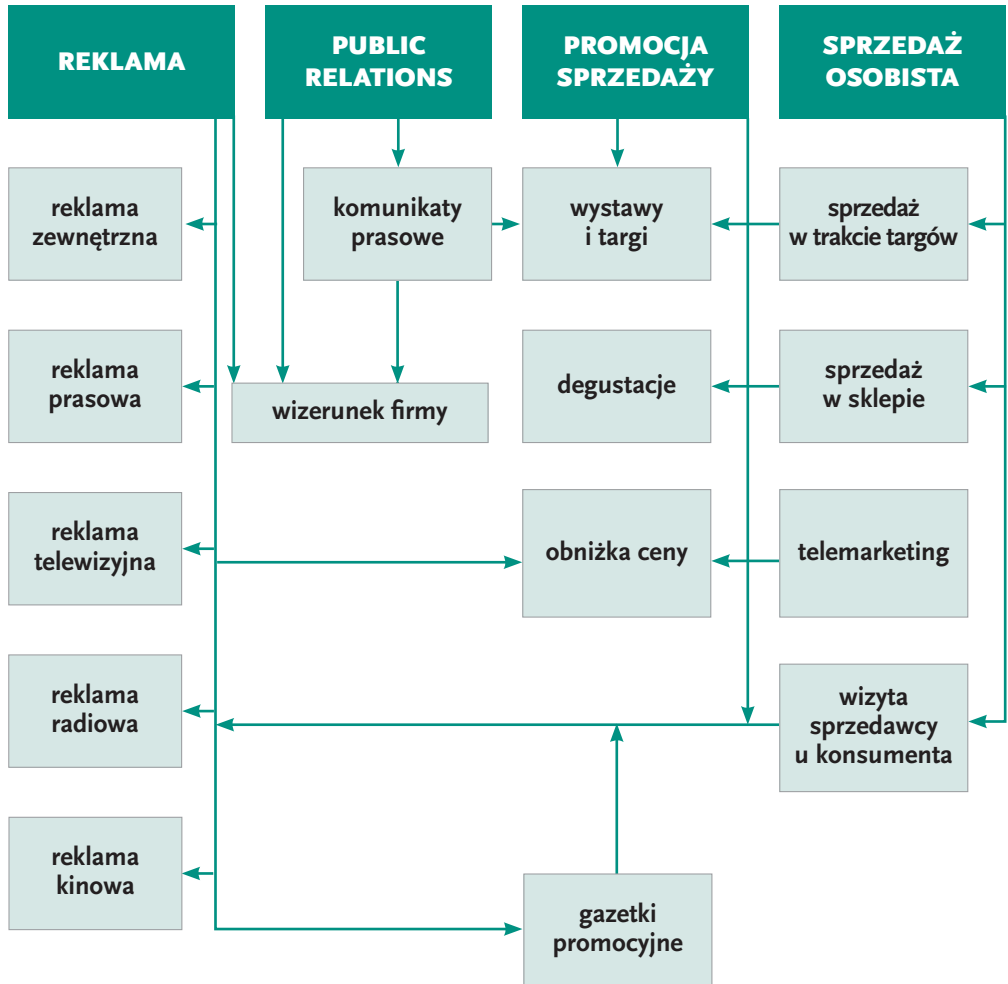 REKLAMA
PUBLIC
RELATIONS
PROMOCJA
SPRZEDAŻY
SPRZEDAŻ
OSOBISTA
reklama
zewnętrzna
komunikaty
prasowe
wystawy
i targi
sprzedaż
w trakcie targów
reklama
prasowa
wizerunek firmy
degustacje
sprzedaż
w sklepie
reklama
telewizyjna
obniżka ceny
telemarketing
reklama
radiowa
wizyta
sprzedawcy
u konsumenta
reklama
kinowa
gazetki
promocyjne